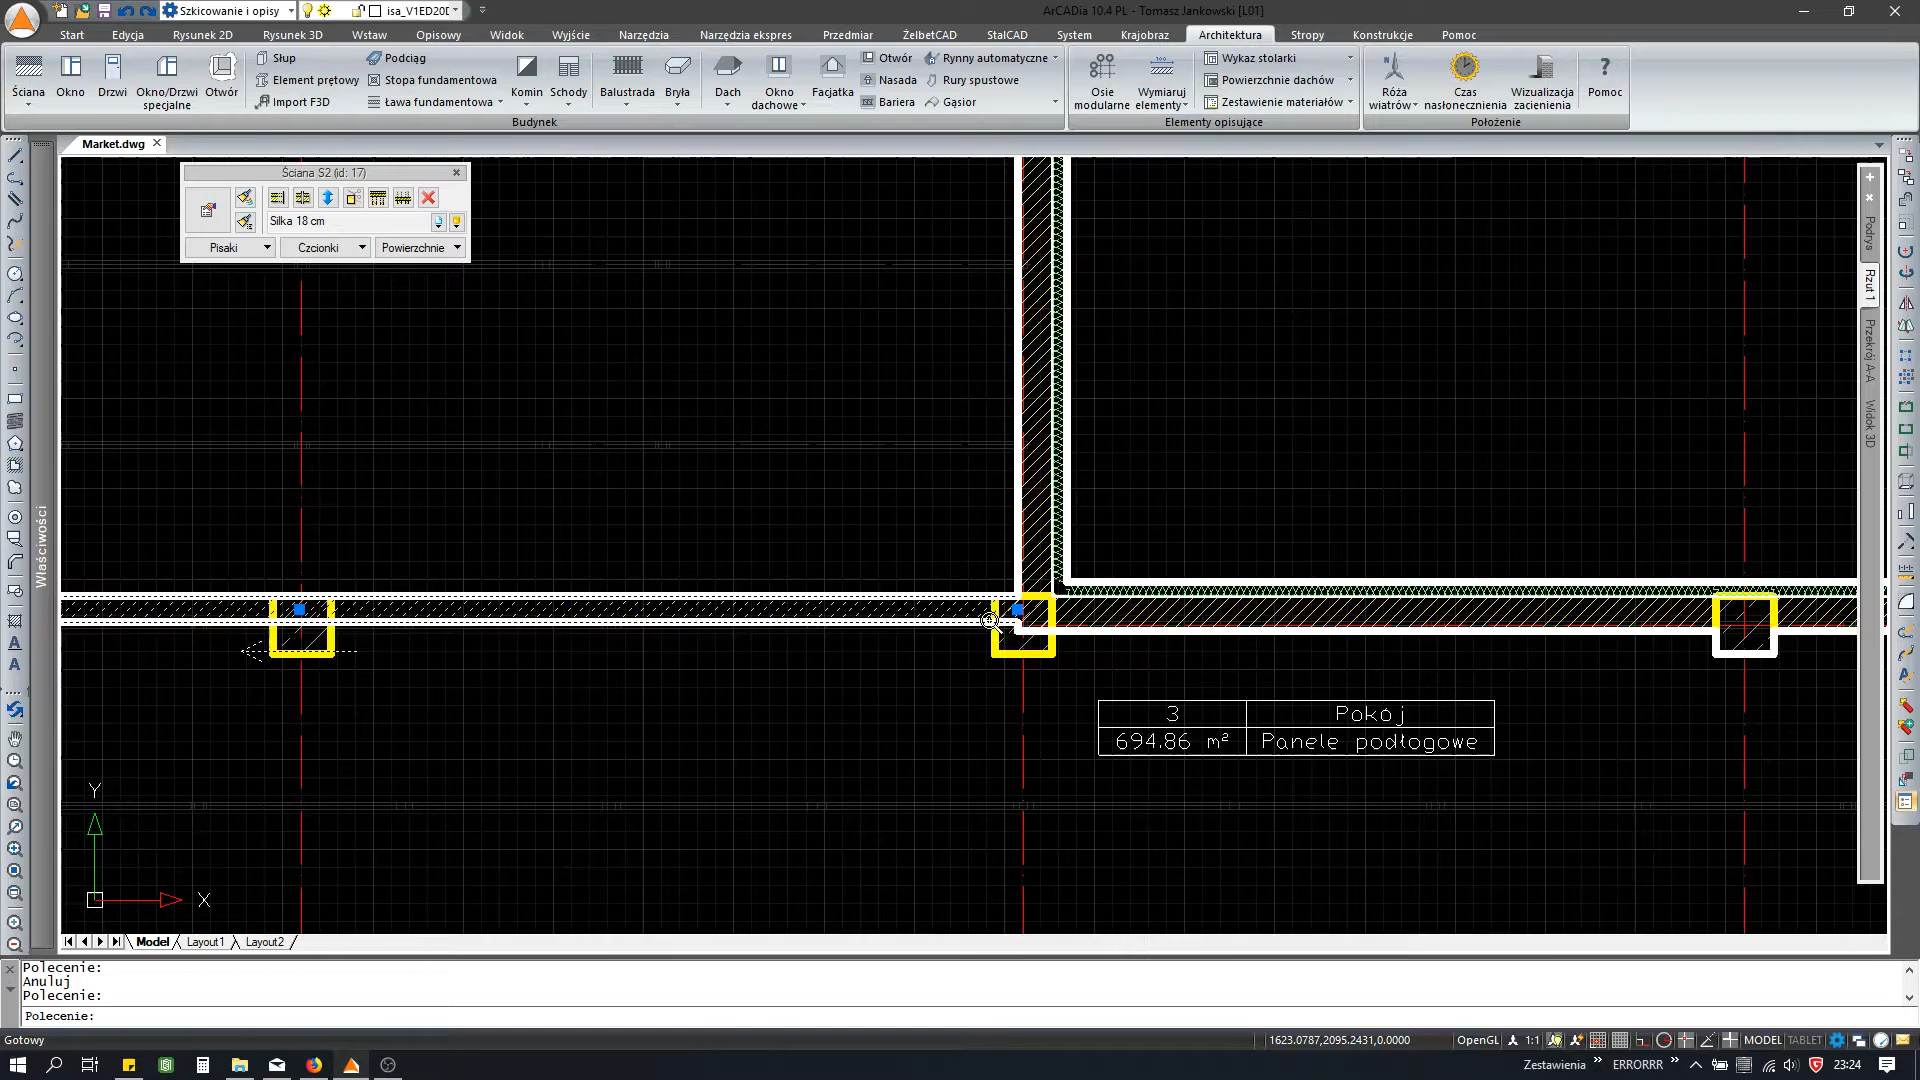 Szkicowanie i opisy
isa_V1ED20D
ArCADia 10.4 PL - Tomasz Jankowski [L01]
Start Edycja Rysunek 2D Rysunek 3D Wstaw Opisowy Widok Wyjście Narzędzia Narzędzia ekspres Przedmiar ŻelbetCAD StalCAD System Krajobraz Architektura Stropy Konstrukcje Pomoc
Ściana
Okno
Drzwi
Okno/Drzwi
specjalne
Otwór
Słup
Element prętowy
Import F3D
Podciąg
Stopa fundamentowa
Ława fundamentowa
Komin
Schody
Balustrada
Bryła
Dach
Okno
dachowe
Facjatka
Otwór
Nasada
Bariera
Rynny automatyczne
Rury spustowe
Gąsior
Osie
modularne
Wymiaruj
elementy
Wykaz stolarki
Powierzchnie dachów
Zestawienie materiałów
Róża
wiatrów
Czas
nasłonecznienia
Wizualizacja
zacienienia
?
Pomoc
Budynek
Elementy opisujące
Położenie
Market.dwg
Ściana S2 (id: 17)
Silka 18 cm
Pisaki Czcionki Powierzchnie
Właściwości
Podrys
Rzut 1
Przekrój A-A
Widok 3D
3 Pokój
694.86 m² Panele podłogowe
Y
X
Model Layout1 Layout2
Polecenie:
Anuluj
Polecenie:
Polecenie:
Gotowy
1623.0787,2095.2431,0.0000
OpenGL
1:1
MODEL
TABLET
Zestawienia
ERRORRR
23:24